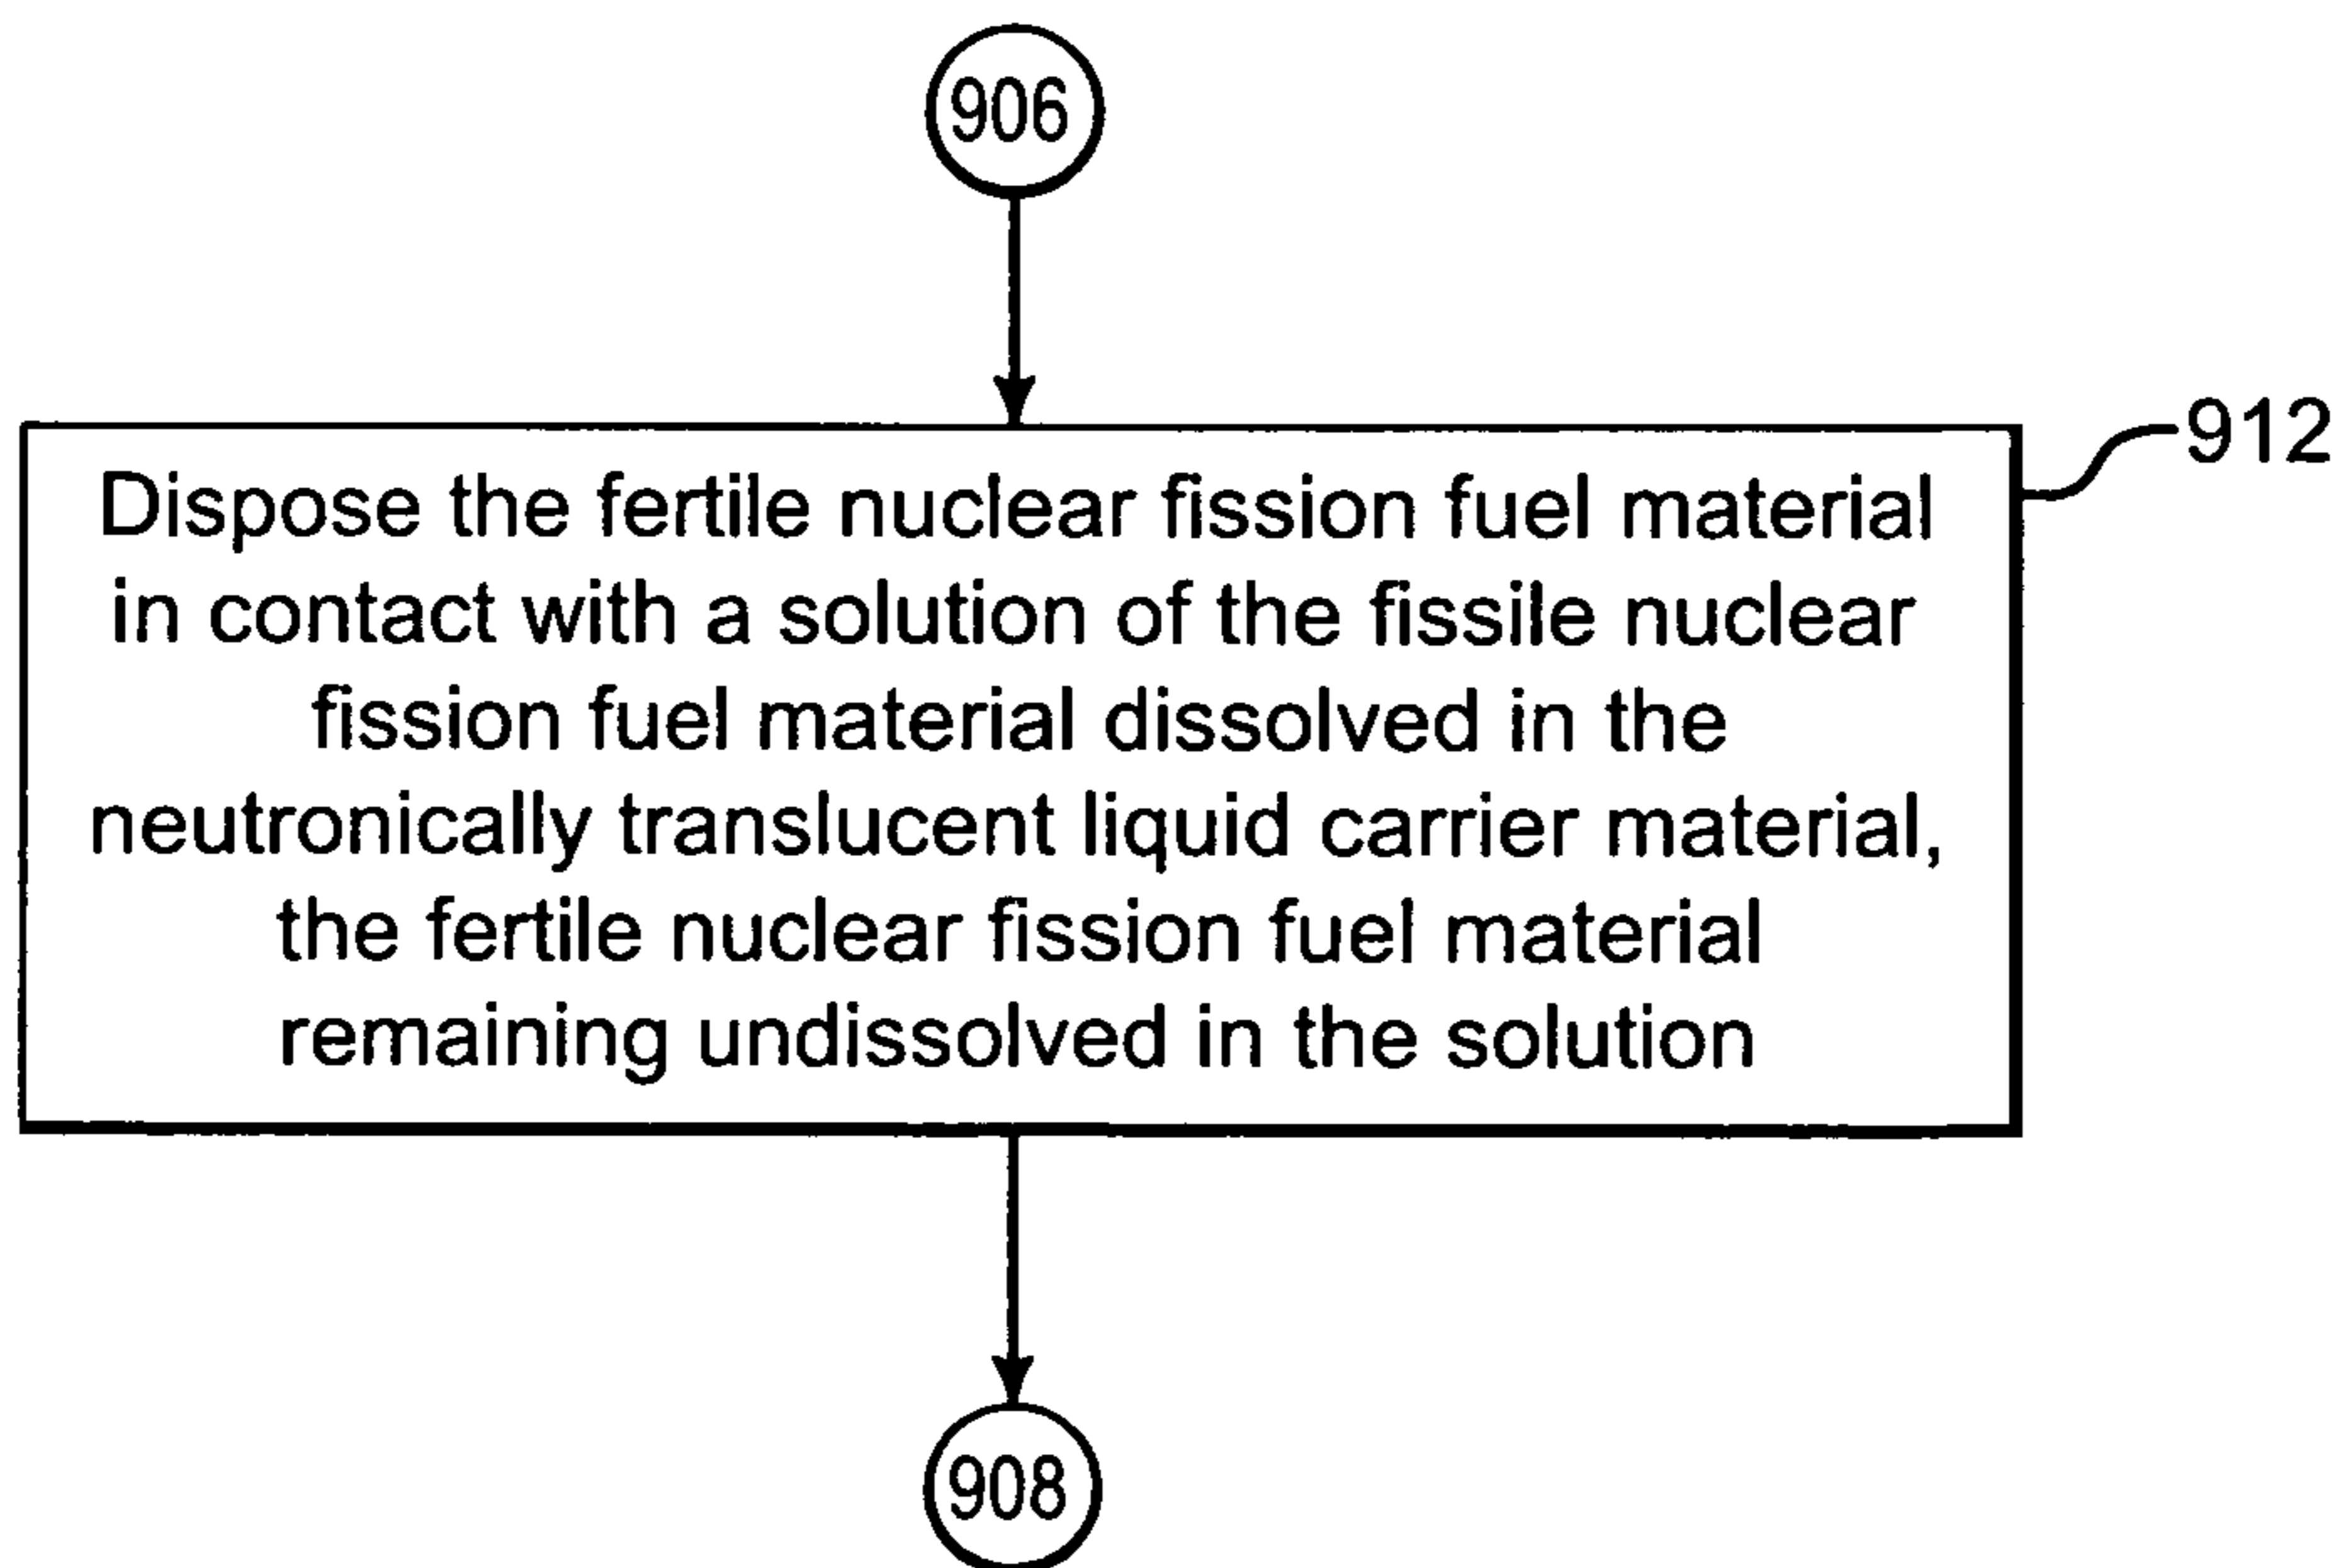 906
912
Dispose the fertile nuclear fission fuel material
in contact with a solution of the fissile nuclear
fission fuel material dissolved in the
neutronically translucent liquid carrier material,
the fertile nuclear fission fuel material
remaining undissolved in the solution
908